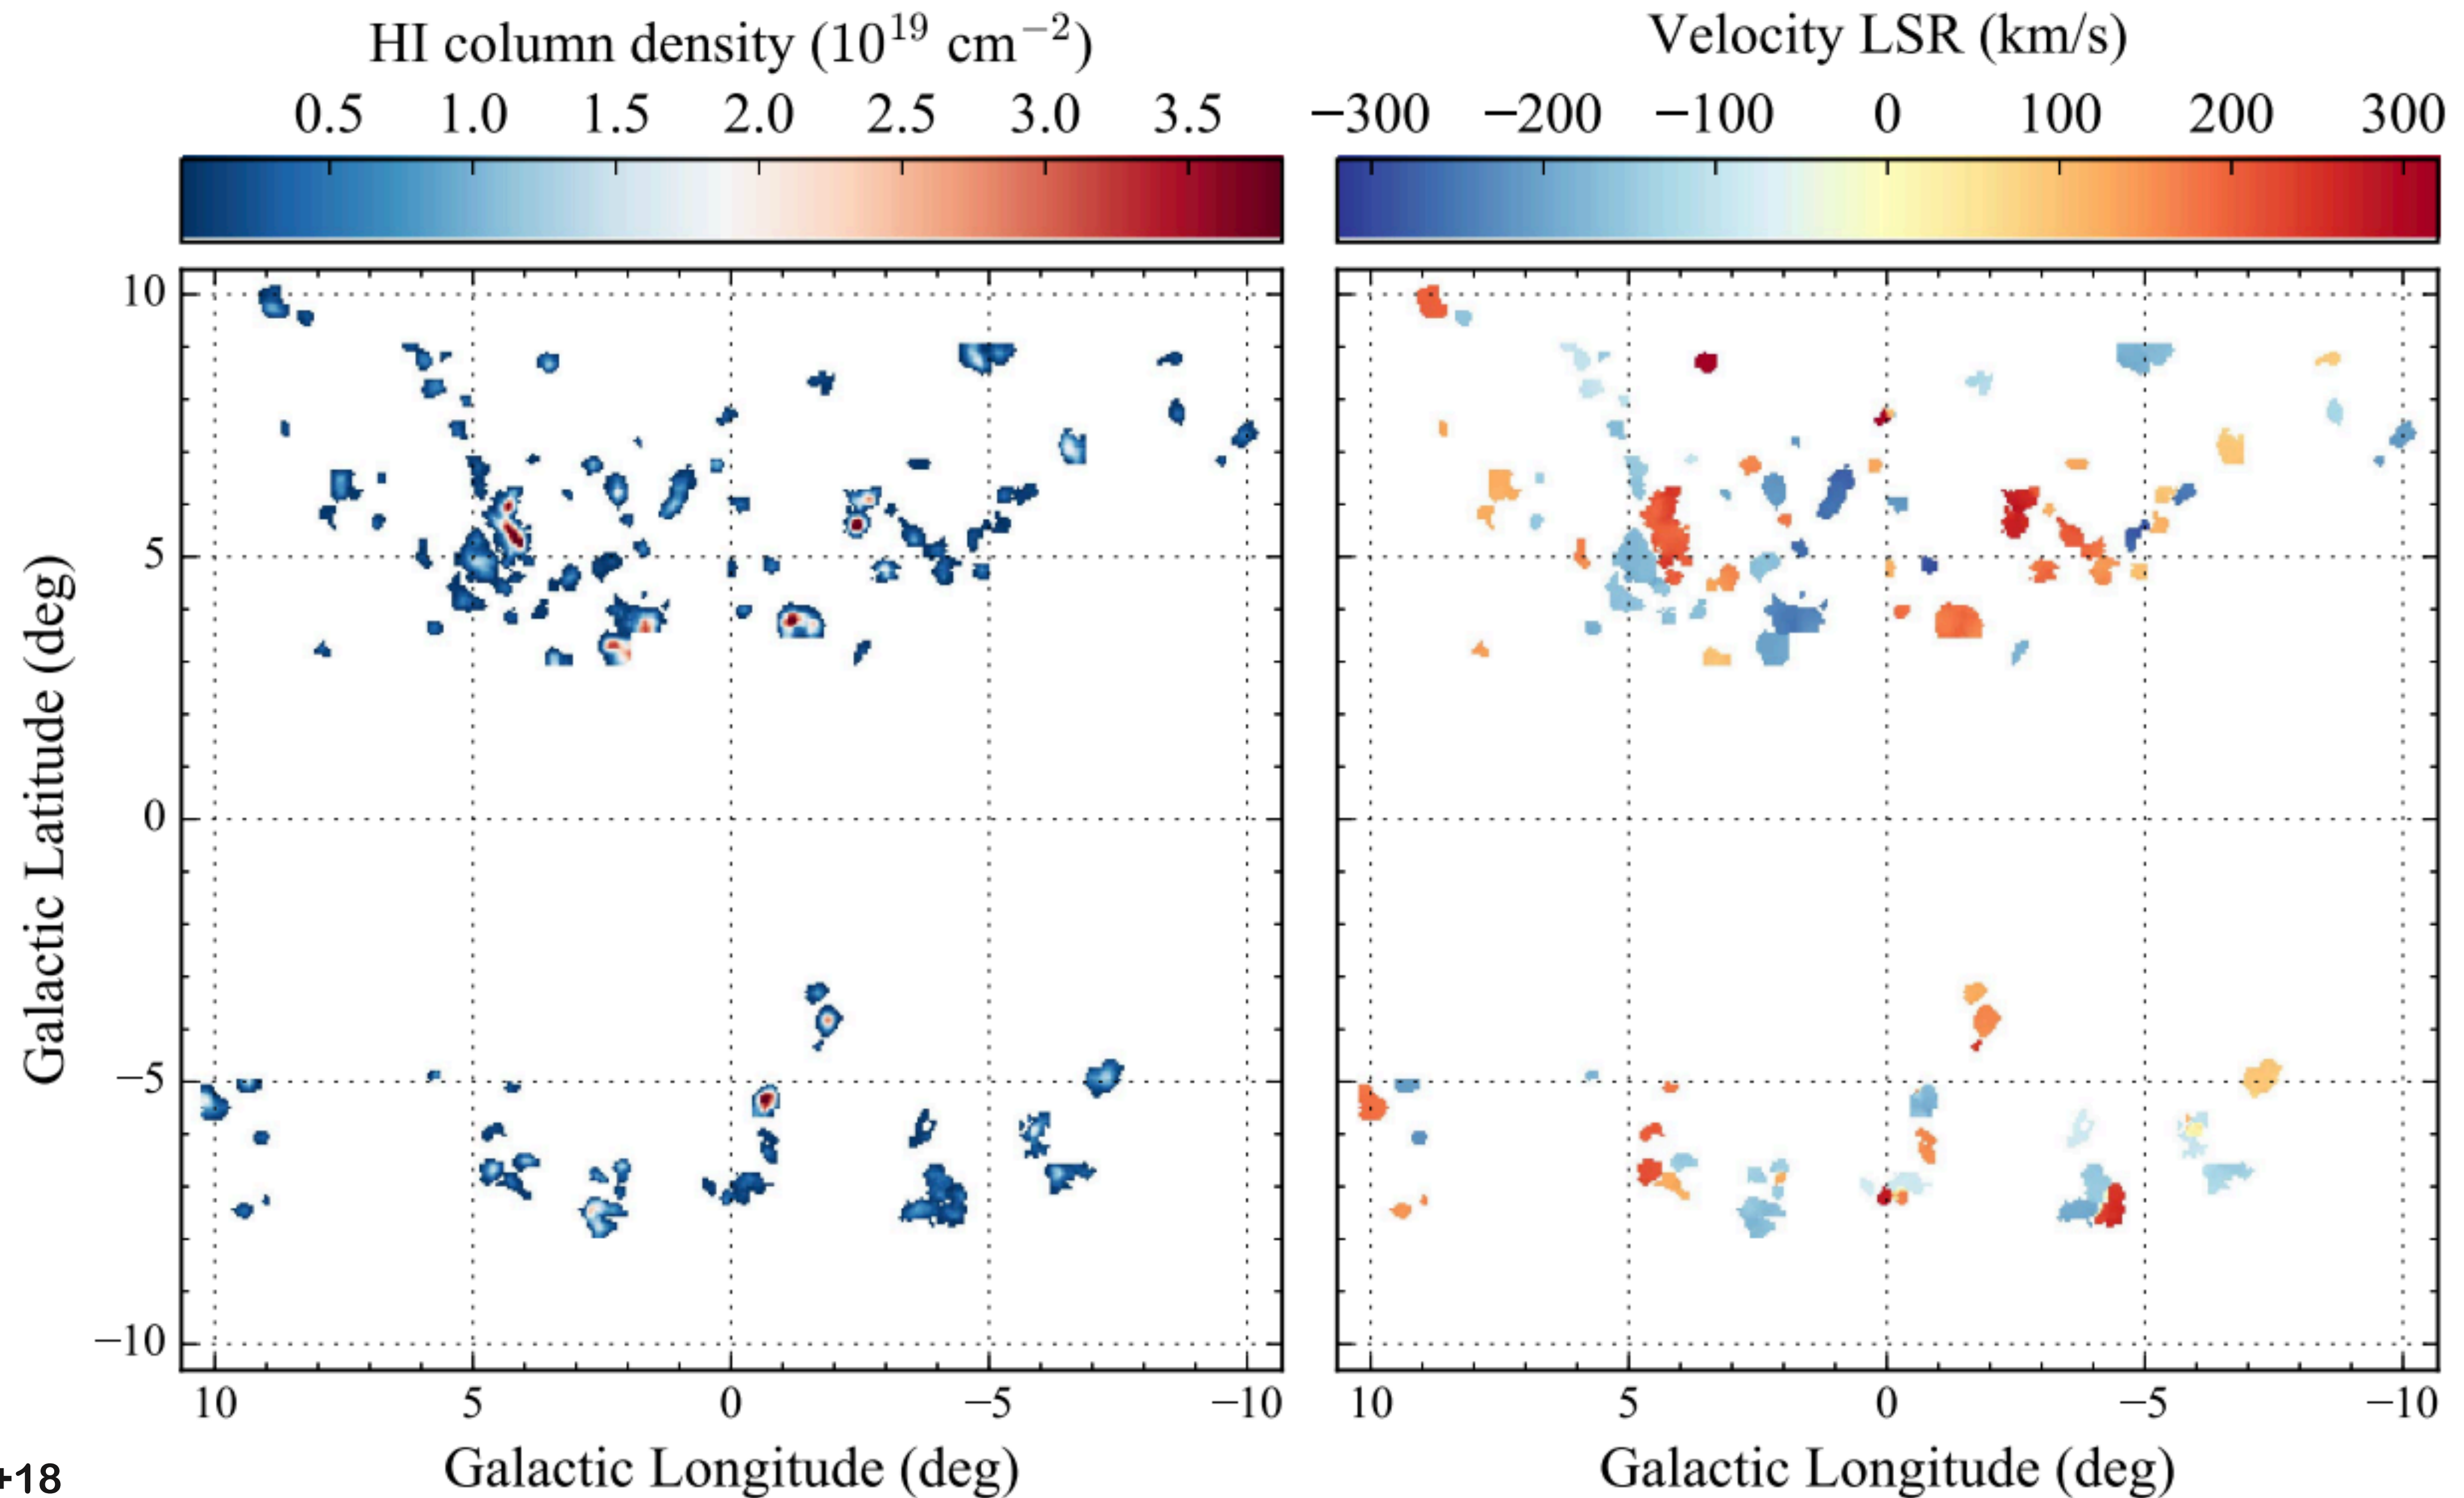 HI column density (10¹⁹ cm⁻²)
0.5 1.0 1.5 2.0 2.5 3.0 3.5
Velocity LSR (km/s)
−300 −200 −100 0 100 200 300
Galactic Latitude (deg)
10
5
0
−5
−10
10 5 0 −5 −10
Galactic Longitude (deg)
10 5 0 −5 −10
Galactic Longitude (deg)
+18